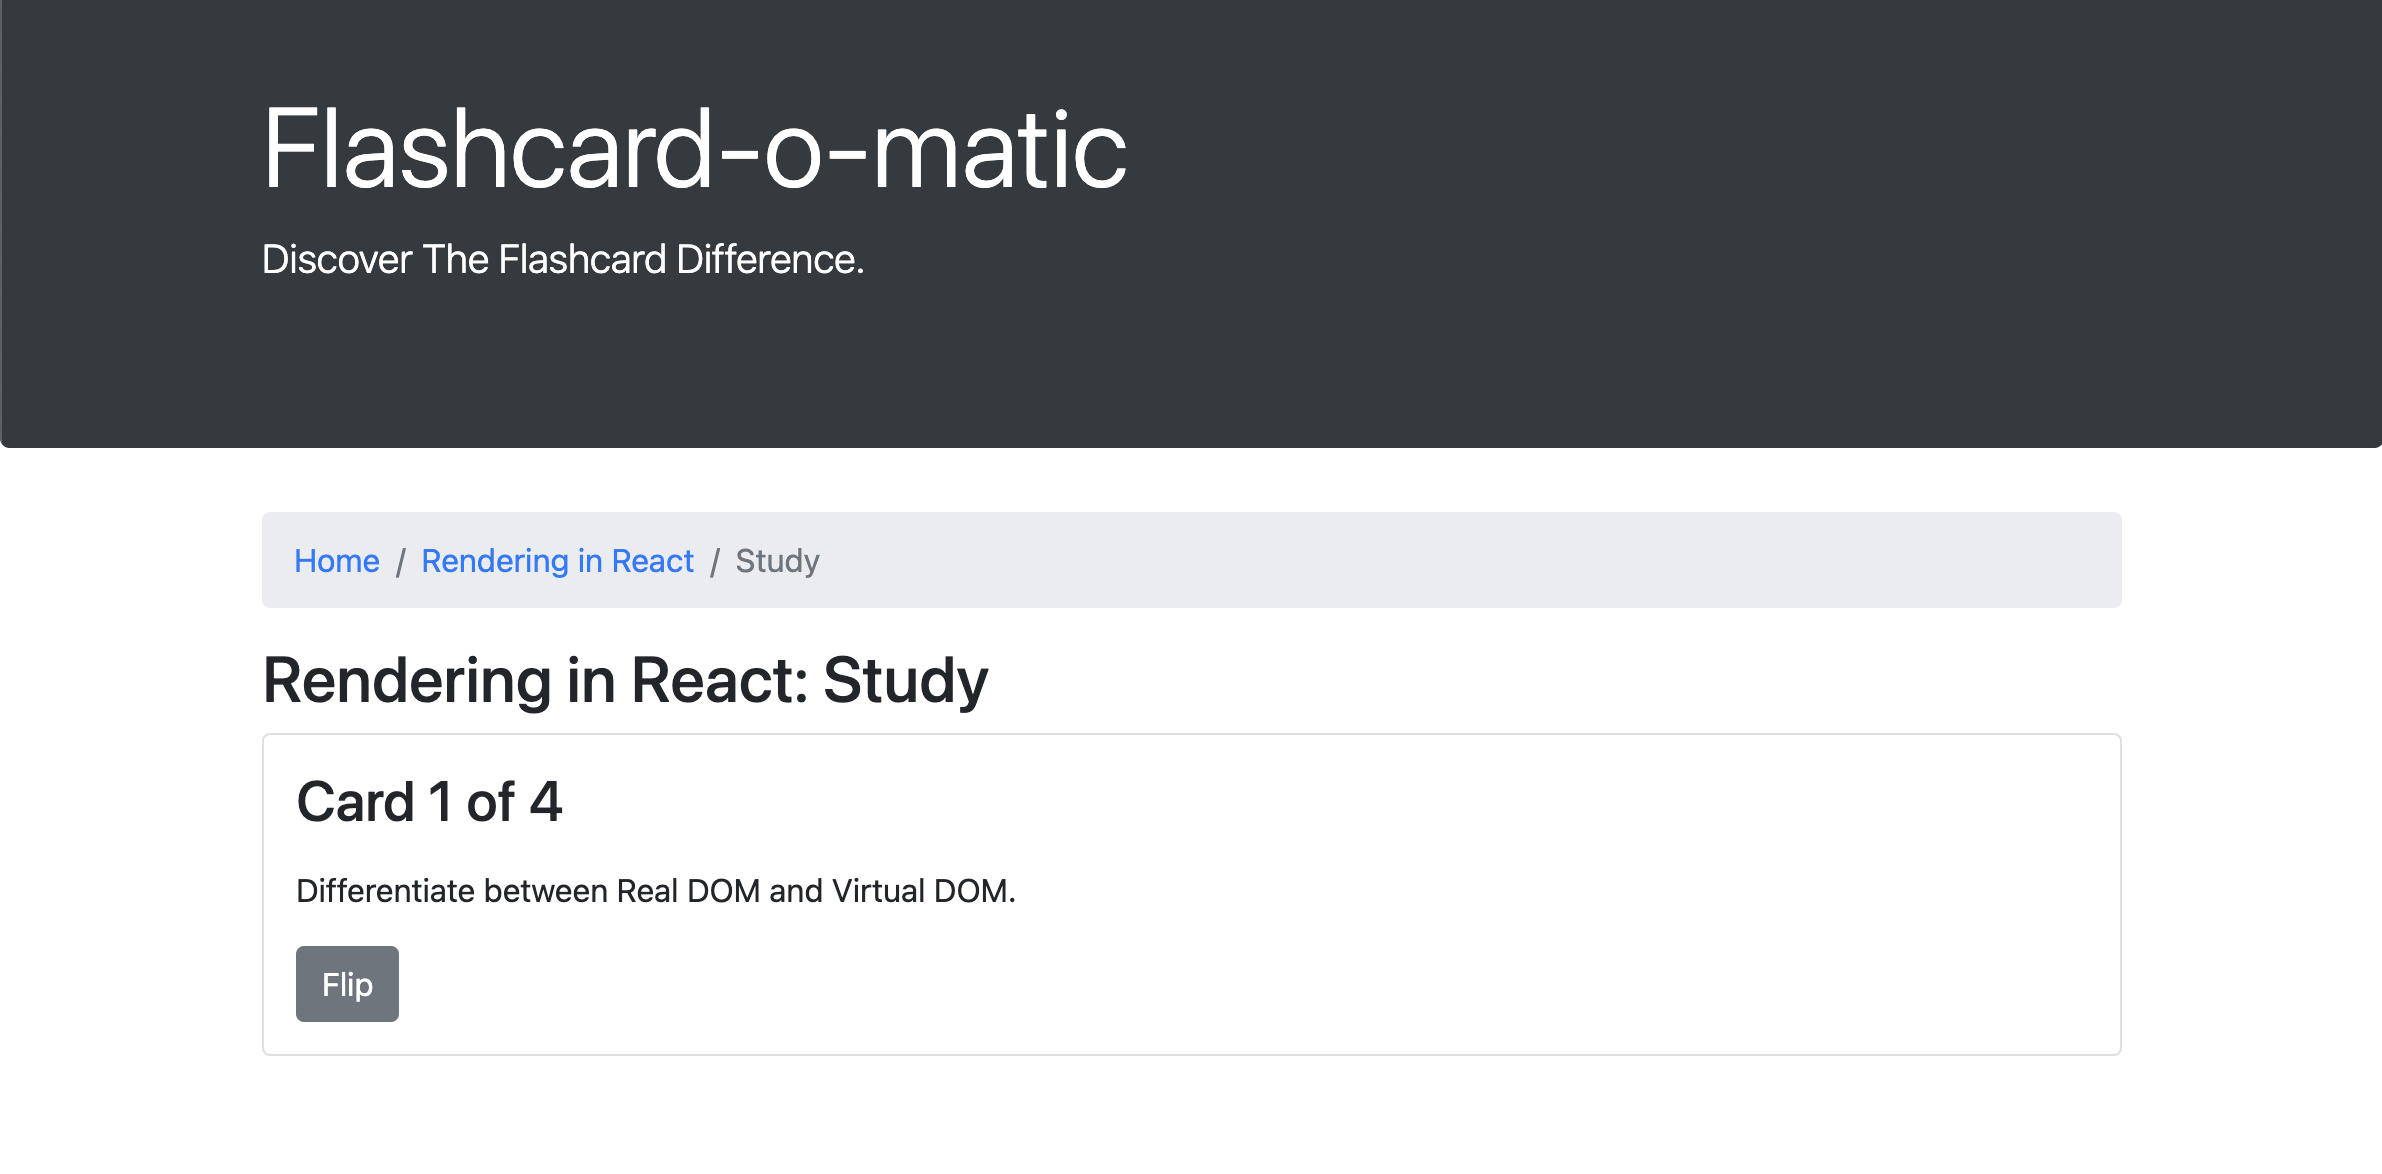 Flashcard-o-matic
Discover The Flashcard Difference.
Home / Rendering in React / Study
Rendering in React: Study
Card 1 of 4
Differentiate between Real DOM and Virtual DOM.
Flip